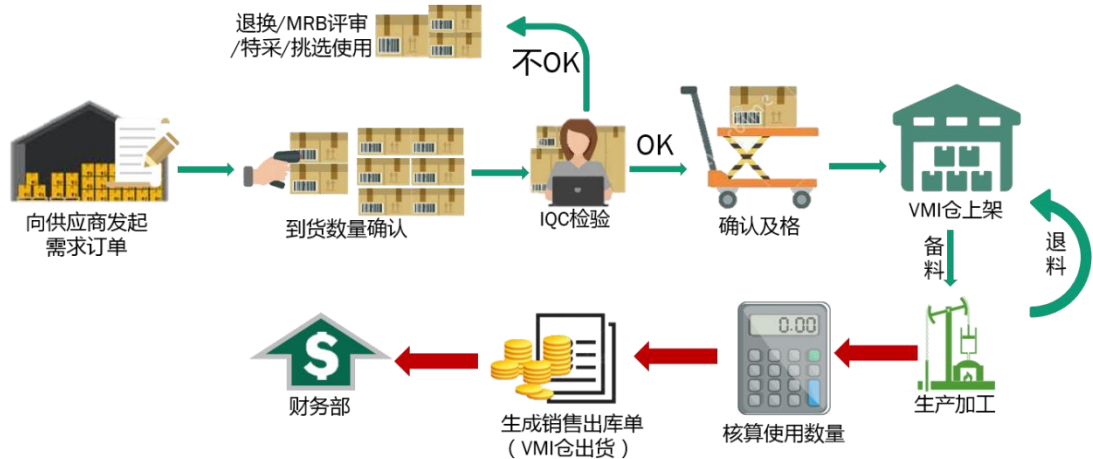 退换/MRB评审
/特采/挑选使用
不OK
OK
向供应商发起
需求订单
到货数量确认
IQC检验
确认及格
VMI仓上架
备料
退料
0.00
生产加工
核算使用数量
生成销售出库单
（VMI仓出货）
$
财务部